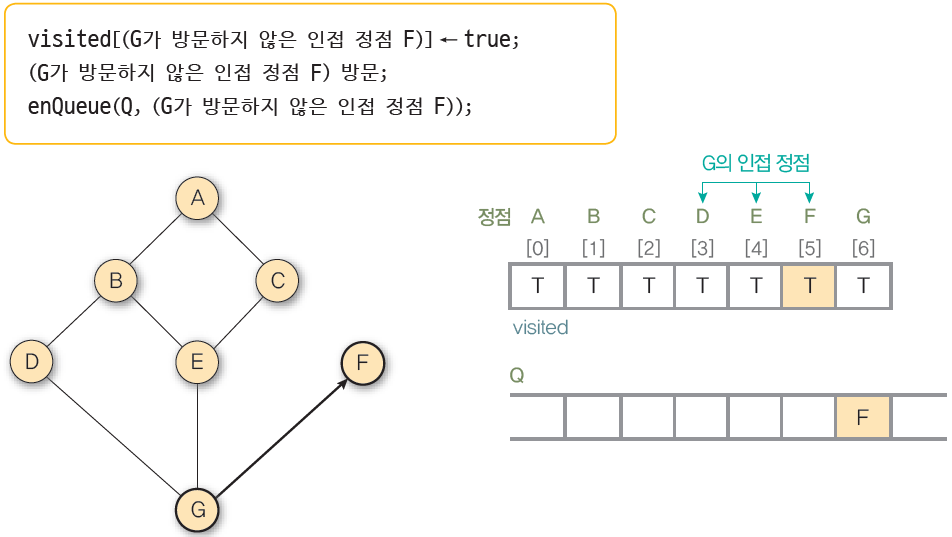 visited[(G가 방문하지 않은 인접 정점 F)] ← true;
(G가 방문하지 않은 인접 정점 F) 방문;
enQueue(Q, (G가 방문하지 않은 인접 정점 F));
G의 인접 정점
정점 A B C D E F G
[0] [1] [2] [3] [4] [5] [6]
T T T T T T T
visited
Q
F
A
B C
D E F
G